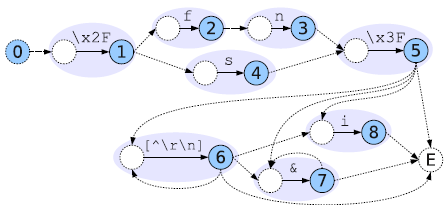 \x2F f n \x3F
0 1 2 3 5
s
4
i
[^\r\n] 8
& E
6 7